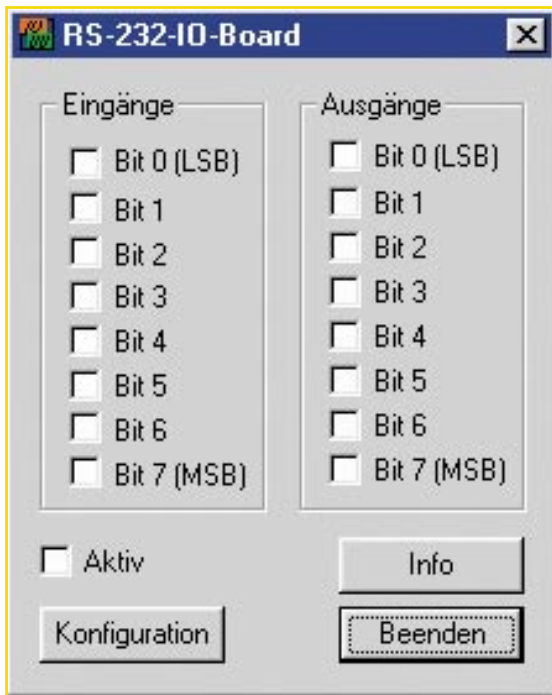 RS-232-IO-Board
Eingänge
Bit 0 (LSB)
Bit 1
Bit 2
Bit 3
Bit 4
Bit 5
Bit 6
Bit 7 (MSB)
Ausgänge
Bit 0 (LSB)
Bit 1
Bit 2
Bit 3
Bit 4
Bit 5
Bit 6
Bit 7 (MSB)
Aktiv
Info
Konfiguration
Beenden